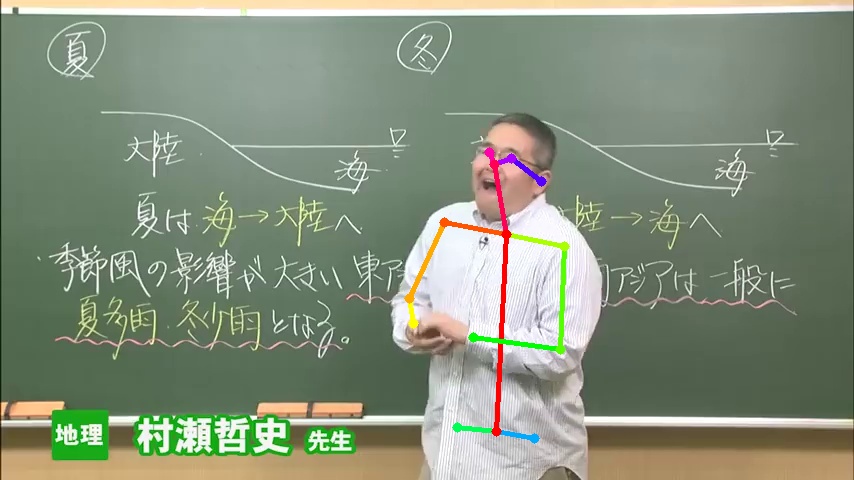 夏
冬
大陸
海
海
夏は海→大陸へ
大陸→海へ
季節風の影響が大きい東ア
アジアは一般に
夏多雨・冬少雨となる。
地理 村瀬哲史 先生